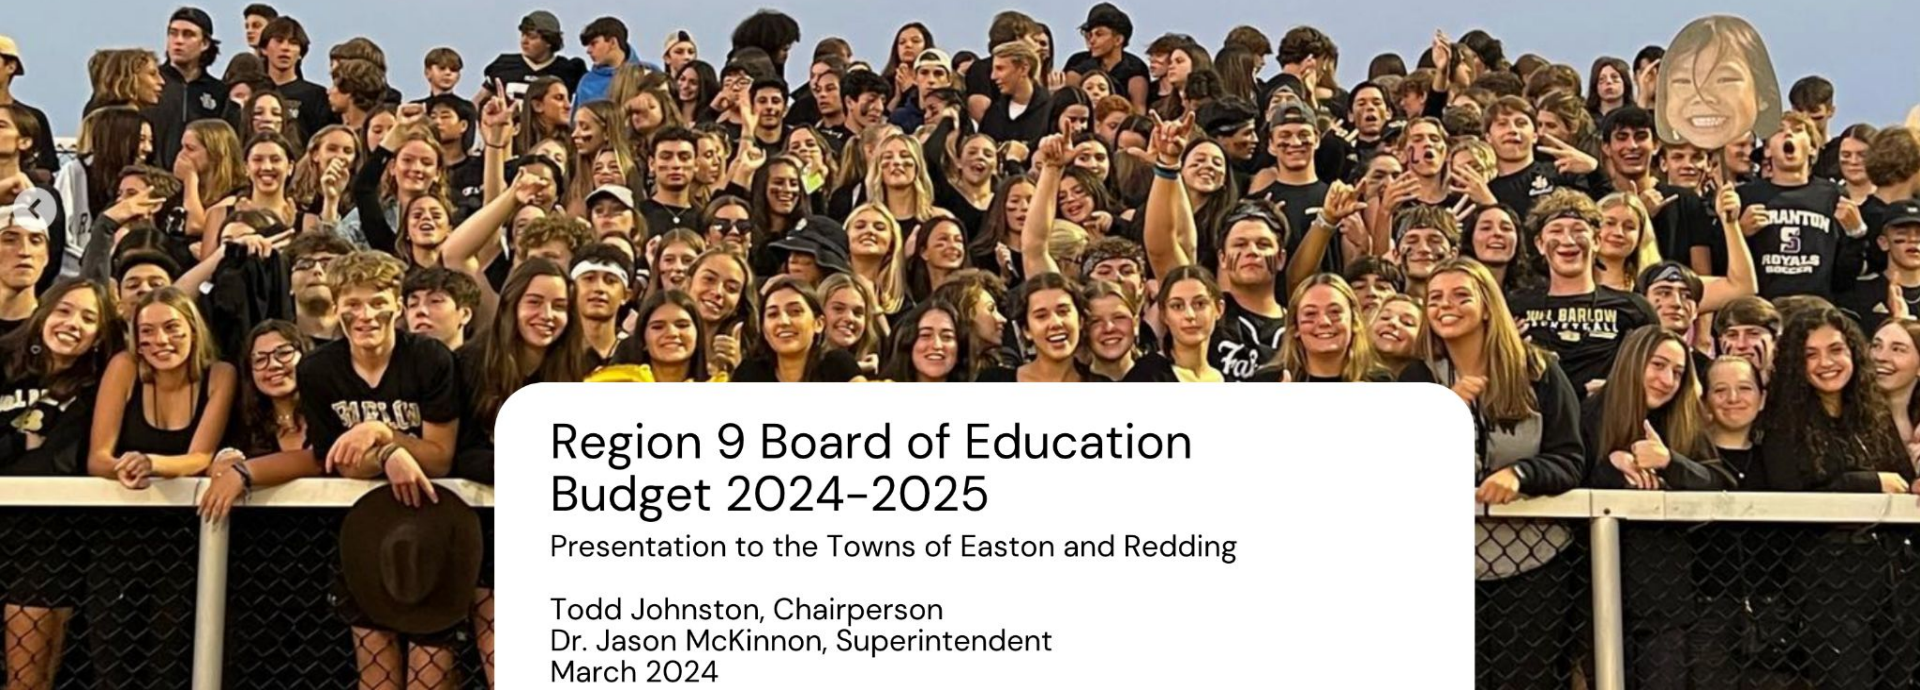 RANTON
S
ROYALS
SOCCER
JOEL BARLOW
BASKETBALL
BARLOW
Region 9 Board of Education
Budget 2024-2025
Presentation to the Towns of Easton and Redding
Todd Johnston, Chairperson
Dr. Jason McKinnon, Superintendent
March 2024